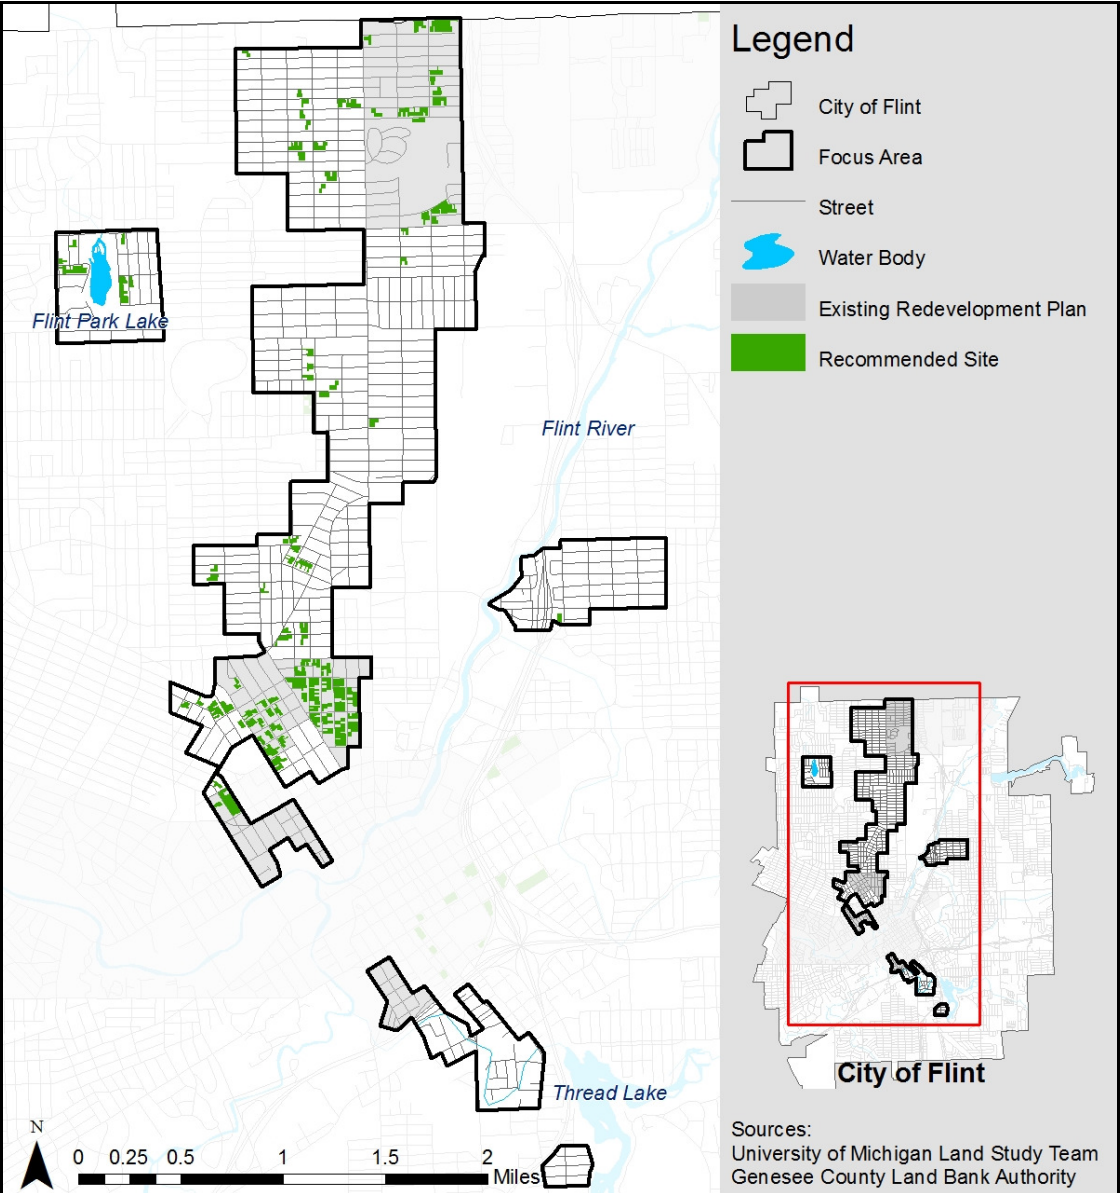 Legend
City of Flint
Focus Area
Street
Water Body
Existing Redevelopment Plan
Recommended Site
Flint Park Lake
Flint River
Thread Lake
N
0 0.25 0.5 1 1.5 2
Miles
City of Flint
Sources:
University of Michigan Land Study Team
Genesee County Land Bank Authority